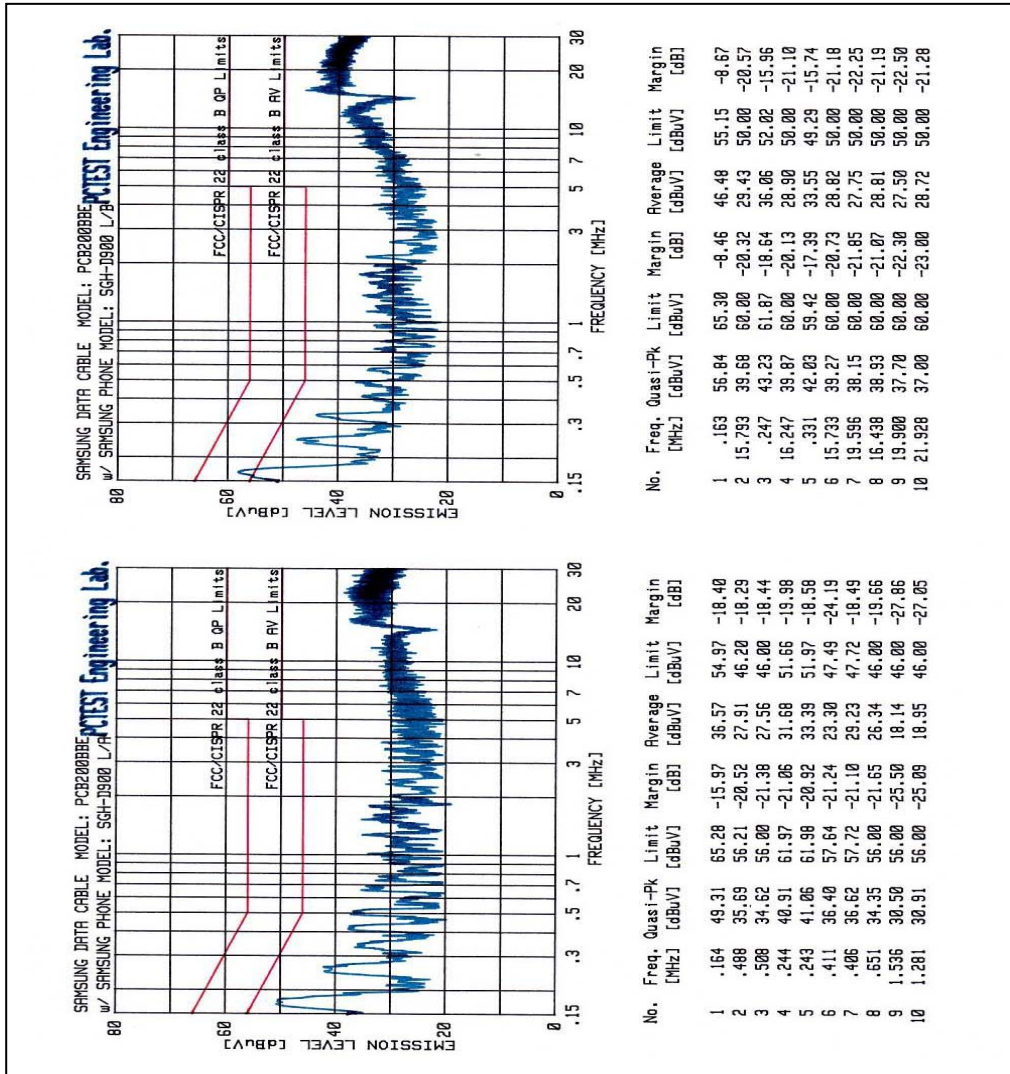 SAMSUNG DATA CABLE MODEL: PCB200BBE
w/ SAMSUNG PHONE MODEL: SGH-D900 L/A
PCTEST Engineering Lab.
80
60
40
20
0
EMISSION LEVEL [dBuV]
FCC/CISPR 22 class B QP Limits
FCC/CISPR 22 class B AV Limits
.15 .3 .5 .7 1 3 5 7 10 20 30
FREQUENCY [MHz]
No. Freq. Quasi-Pk Limit Margin Average Limit Margin
[MHz] [dBuV] [dBuV] [dB] [dBuV] [dBuV] [dB]
1 .164 49.31 65.28 -15.97 36.57 54.97 -18.40
2 .488 35.69 56.21 -20.52 27.91 46.20 -18.29
3 .508 34.62 56.00 -21.38 27.56 46.00 -18.44
4 .244 40.91 61.97 -21.06 31.68 51.66 -19.98
5 .243 41.06 61.98 -20.92 33.39 51.97 -18.58
6 .411 36.40 57.64 -21.24 23.30 47.49 -24.19
7 .406 36.62 57.72 -21.10 29.23 47.72 -18.49
8 .651 34.35 56.00 -21.65 26.34 46.00 -19.66
9 1.536 30.50 56.00 -25.50 18.14 46.00 -27.86
10 1.281 30.91 56.00 -25.09 18.95 46.00 -27.05
SAMSUNG DATA CABLE MODEL: PCB200BBE
w/ SAMSUNG PHONE MODEL: SGH-D900 L/B
PCTEST Engineering Lab.
80
60
40
20
0
EMISSION LEVEL [dBuV]
FCC/CISPR 22 class B QP Limits
FCC/CISPR 22 class B AV Limits
.15 .3 .5 .7 1 3 5 7 10 20 30
FREQUENCY [MHz]
No. Freq. Quasi-Pk Limit Margin Average Limit Margin
[MHz] [dBuV] [dBuV] [dB] [dBuV] [dBuV] [dB]
1 .163 56.84 65.30 -8.46 46.48 55.15 -8.67
2 15.793 39.68 60.00 -20.32 29.43 50.00 -20.57
3 .247 43.23 61.87 -18.64 36.06 52.02 -15.96
4 16.247 39.87 60.00 -20.13 28.90 50.00 -21.10
5 .331 42.03 59.42 -17.39 33.55 49.29 -15.74
6 15.733 39.27 60.00 -20.73 28.82 50.00 -21.18
7 19.596 38.15 60.00 -21.85 27.75 50.00 -22.25
8 16.438 38.93 60.00 -21.07 28.81 50.00 -21.19
9 19.900 37.70 60.00 -22.30 27.50 50.00 -22.50
10 21.928 37.00 60.00 -23.00 28.72 50.00 -21.28